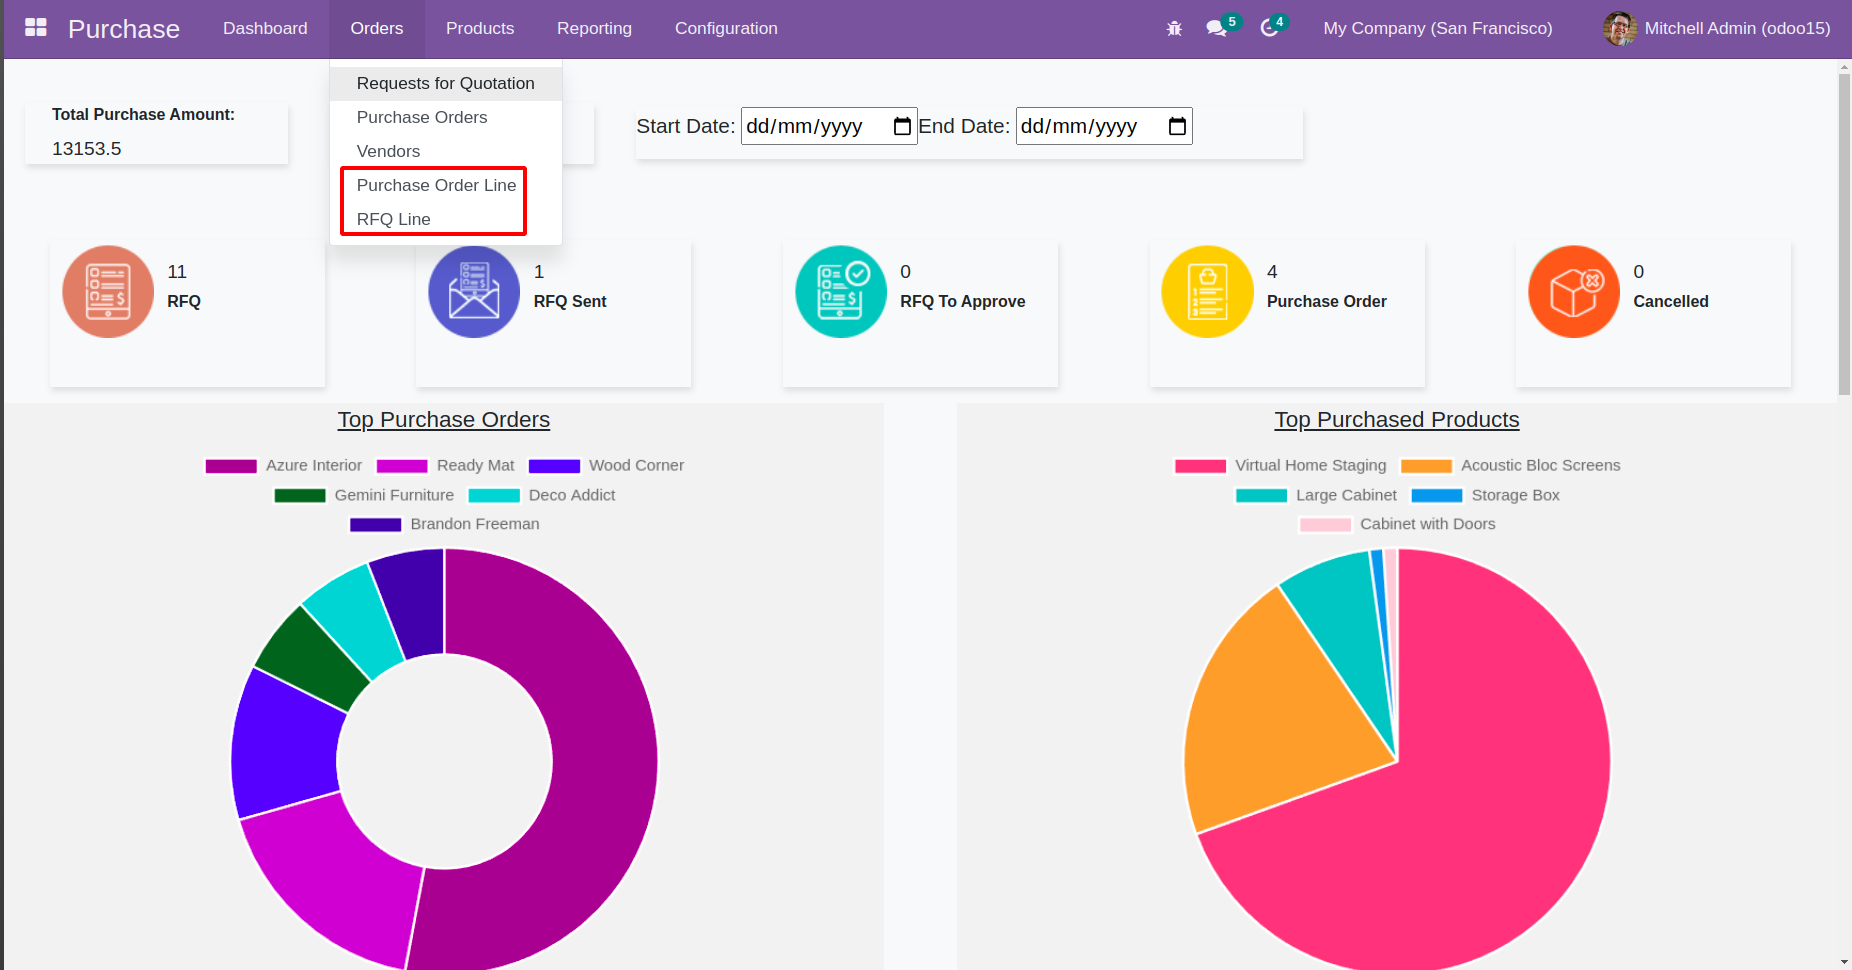 Purchase Dashboard Orders Products Reporting Configuration 5 4 My Company (San Francisco) Mitchell Admin (odoo15)
Requests for Quotation
Purchase Orders
Vendors
Purchase Order Line
RFQ Line
Total Purchase Amount:
13153.5
Start Date: dd/mm/yyyy End Date: dd/mm/yyyy
11
RFQ
1
RFQ Sent
0
RFQ To Approve
4
Purchase Order
0
Cancelled
Top Purchase Orders
Azure Interior Ready Mat Wood Corner
Gemini Furniture Deco Addict
Brandon Freeman
Top Purchased Products
Virtual Home Staging Acoustic Bloc Screens
Large Cabinet Storage Box
Cabinet with Doors